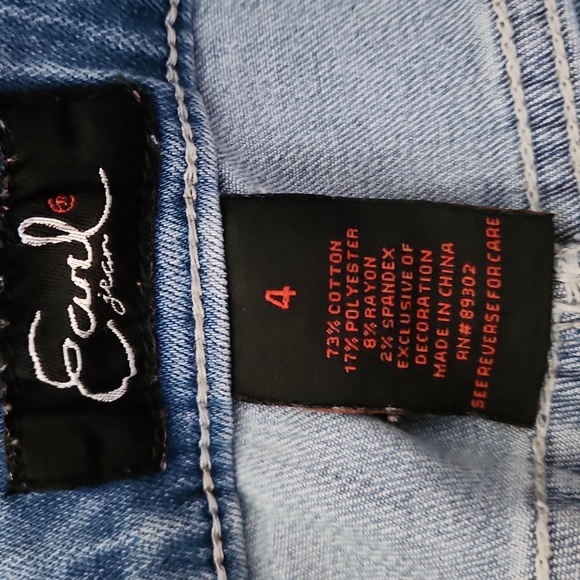 Earl ®
jean
4
73% COTTON
17% POLYESTER
8% RAYON
2% SPANDEX
EXCLUSIVE OF
DECORATION
MADE IN CHINA
RN# 89302
SEE REVERSE FOR CARE